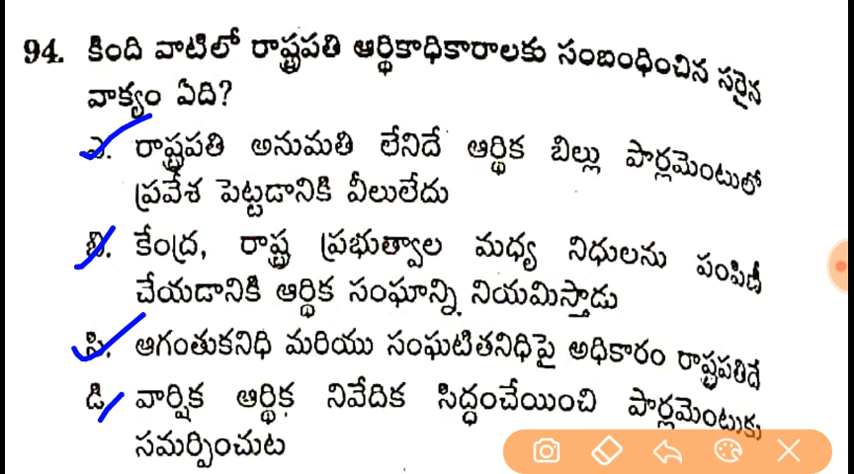 94. కింది వాటిలో రాష్ట్రపతి ఆర్థికాధికారాలకు సంబంధించిన సరైన
వాక్యం ఏది?
ఎ. రాష్ట్రపతి అనుమతి లేనిదే ఆర్థిక బిల్లు పార్లమెంటులో
ప్రవేశ పెట్టడానికి వీలులేదు
బి. కేంద్ర, రాష్ట్ర ప్రభుత్వాల మధ్య నిధులను పంపిణీ
చేయడానికి ఆర్థిక సంఘాన్ని నియమిస్తాడు
సి. ఆగంతుకనిధి మరియు సంఘటితనిధిపై అధికారం రాష్ట్రపతిదే
డి. వార్షిక ఆర్థిక నివేదిక సిద్ధంచేయించి పార్లమెంటుకు
సమర్పించుట